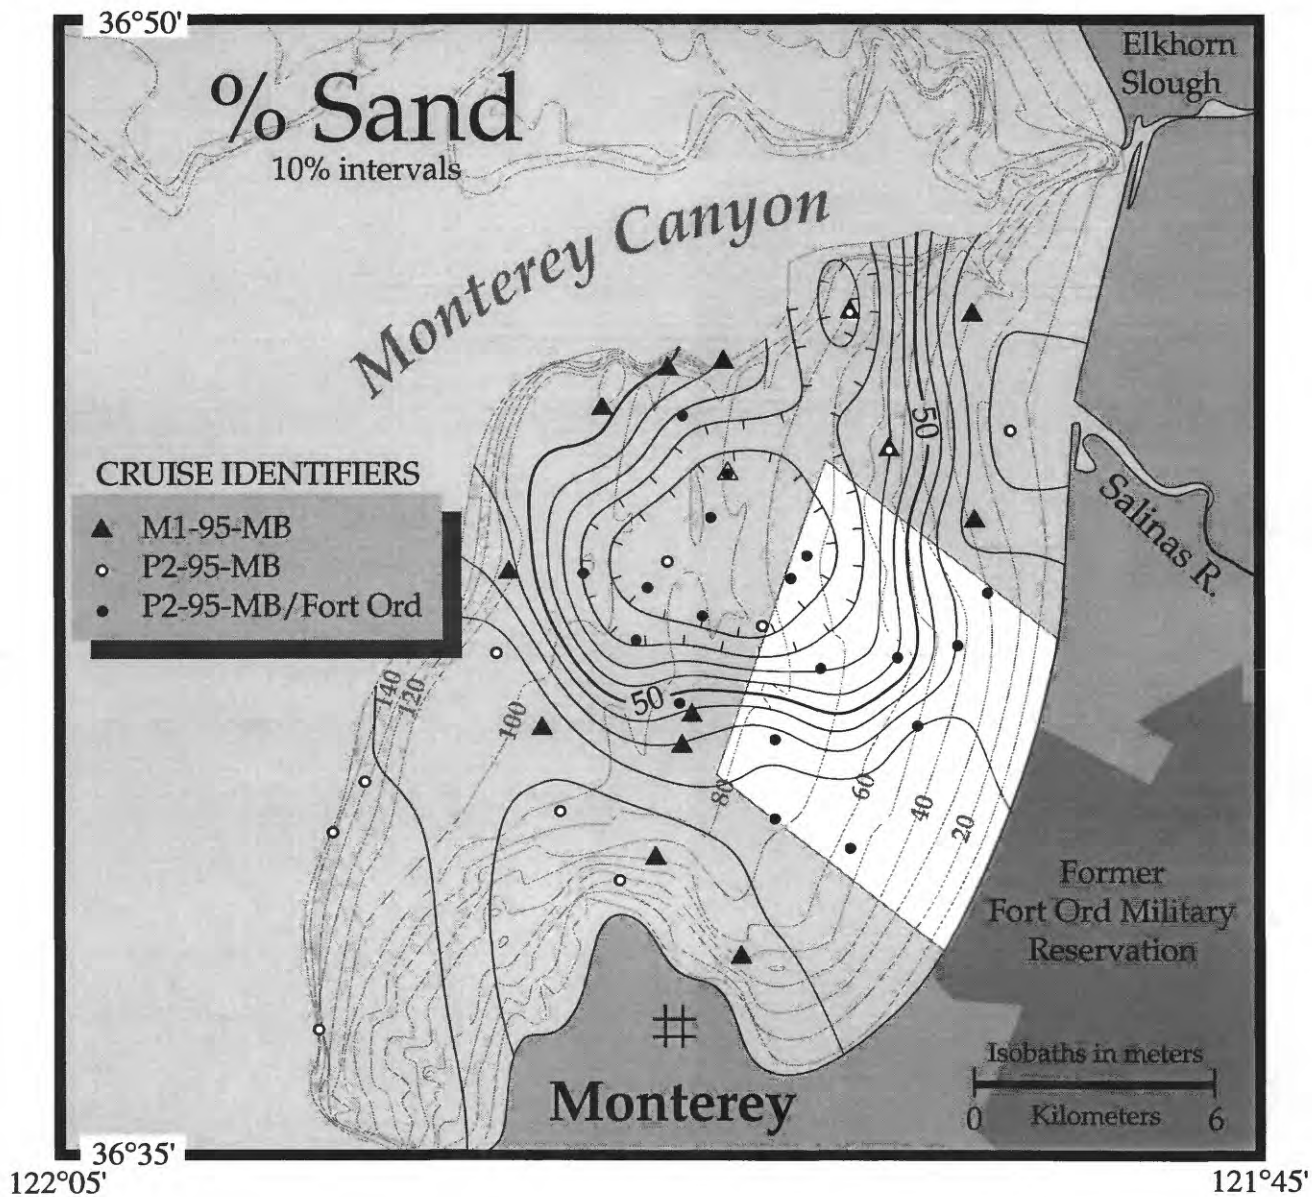 36°50'
Elkhorn
Slough
% Sand
10% intervals
Monterey Canyon
50
CRUISE IDENTIFIERS
M1-95-MB
P2-95-MB
P2-95-MB/Fort Ord
Salinas R.
140
120
100
50
80
60
40
20
Former
Fort Ord Military
Reservation
Monterey
Isobaths in meters
0
Kilometers
6
36°35'
122°05'
121°45'